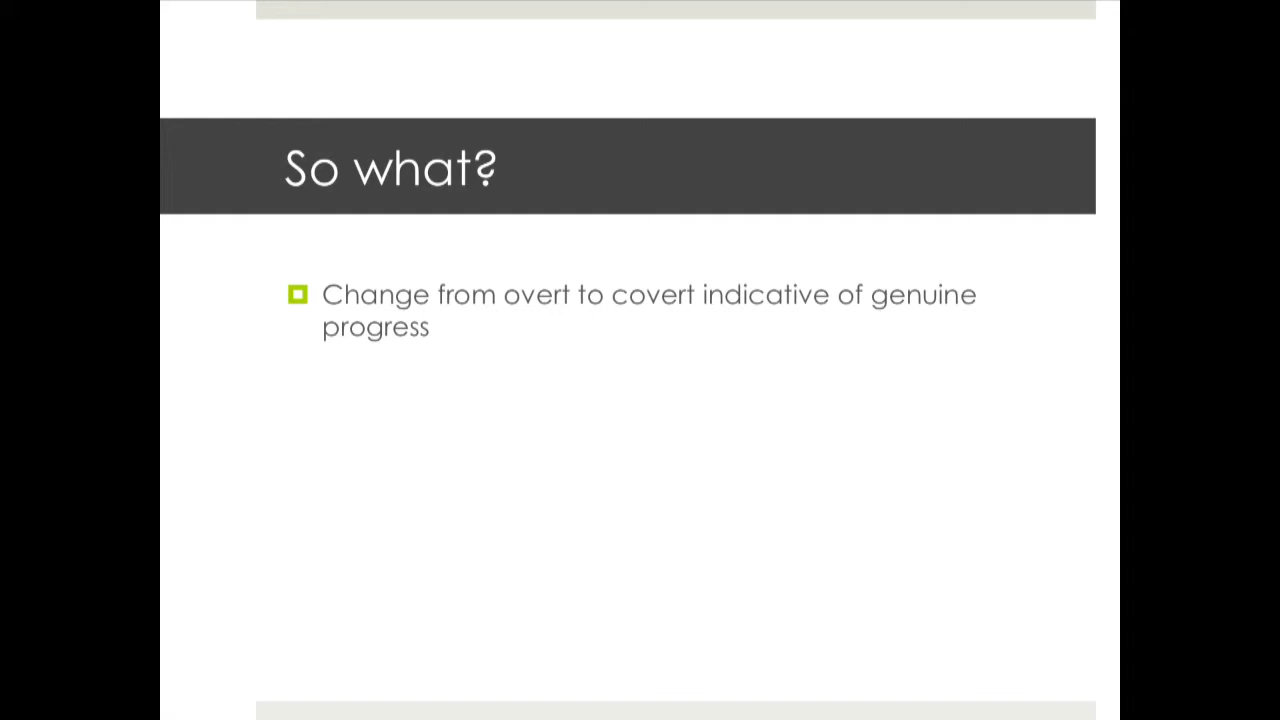 So what?
Change from overt to covert indicative of genuine
progress